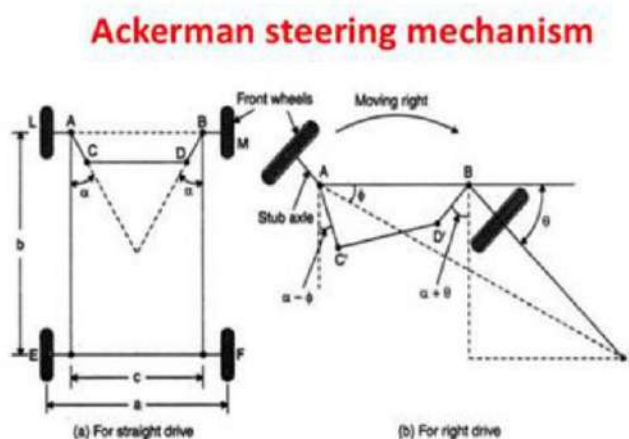 Ackerman steering mechanism
L A B
M
Front wheels
Moving right
C D
α α
b
E F
c
a
(a) For straight drive
A B
Stub axle
ϕ
θ
C' D'
α – ϕ
α + θ
(b) For right drive